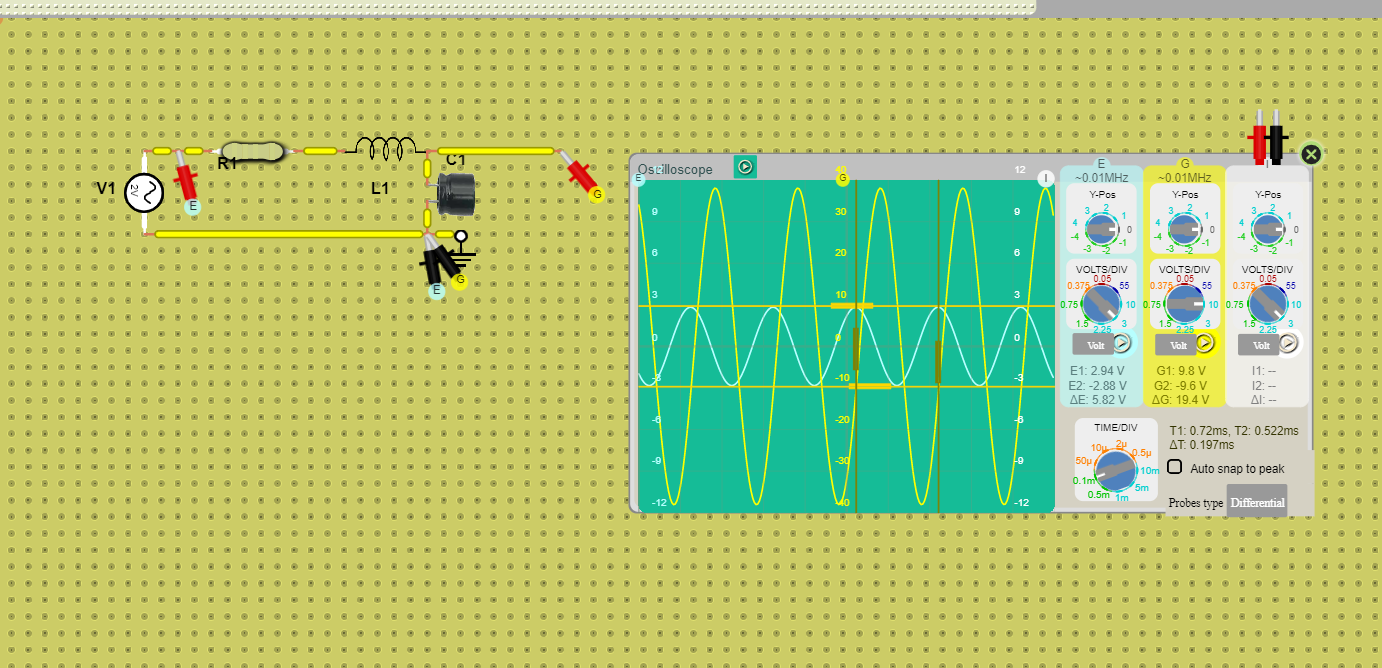 V1
2V
E
R1
L1
C1
G
E
G
Oscilloscope
E
G
I
12
9
6
3
0
-3
-6
-9
-12
40
30
20
10
0
-10
-20
-30
-40
12
9
6
3
0
-3
-6
-9
-12
E
~0.01MHz
Y-Pos
4 3 2 1 0 -1 -2 -3 -4
VOLTS/DIV
0.05
0.375 55
0.75 10
1.5 2.25 3
Volt
E1: 2.94 V
E2: -2.88 V
ΔE: 5.82 V
G
~0.01MHz
Y-Pos
4 3 2 1 0 -1 -2 -3 -4
VOLTS/DIV
0.05
0.375 55
0.75 10
1.5 2.25 3
Volt
G1: 9.8 V
G2: -9.6 V
ΔG: 19.4 V
Y-Pos
4 3 2 1 0 -1 -2 -3 -4
VOLTS/DIV
0.05
0.375 55
0.75 10
1.5 2.25 3
Volt
I1: --
I2: --
ΔI: --
TIME/DIV
2µ
10µ 0.5µ
50µ 10m
0.1m 5m
0.5m 1m
T1: 0.72ms, T2: 0.522ms
ΔT: 0.197ms
Auto snap to peak
Probes type Differential